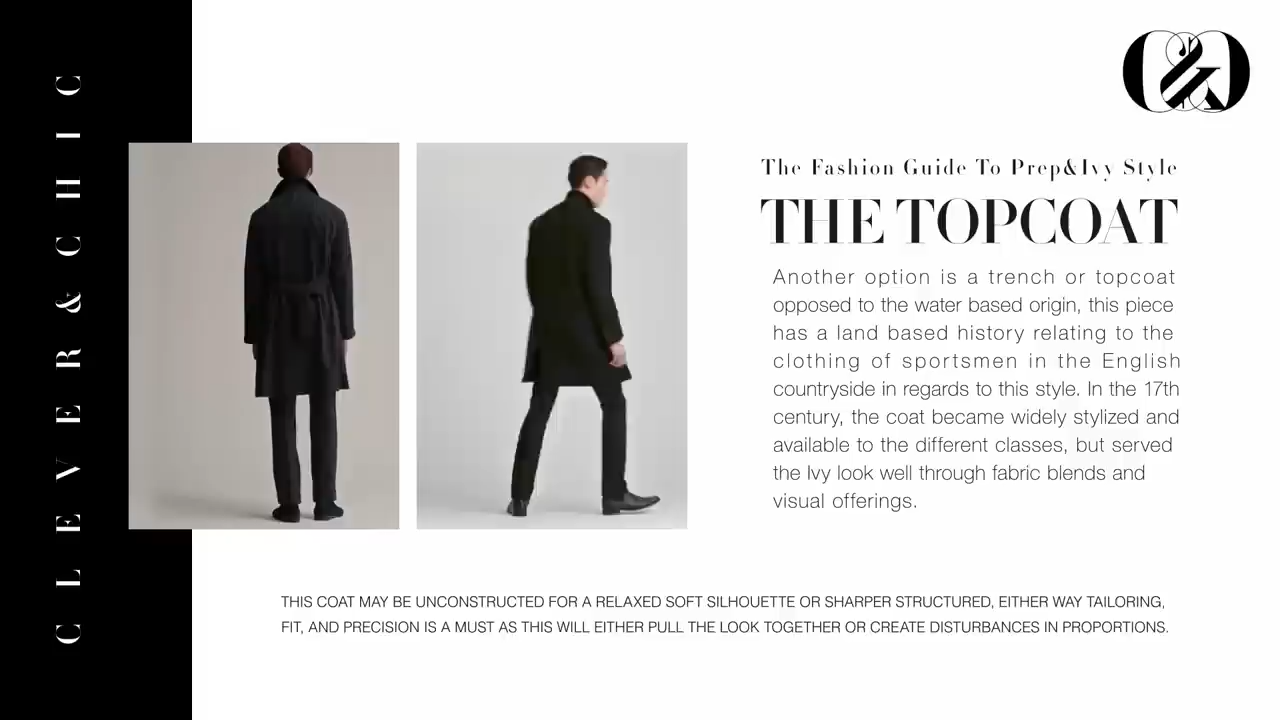 CLEVER&CHIC
C&C
The Fashion Guide To Prep&Ivy Style
THE TOPCOAT
Another option is a trench or topcoat
opposed to the water based origin, this piece
has a land based history relating to the
clothing of sportsmen in the English
countryside in regards to this style. In the 17th
century, the coat became widely stylized and
available to the different classes, but served
the Ivy look well through fabric blends and
visual offerings.
THIS COAT MAY BE UNCONSTRUCTED FOR A RELAXED SOFT SILHOUETTE OR SHARPER STRUCTURED, EITHER WAY TAILORING,
FIT, AND PRECISION IS A MUST AS THIS WILL EITHER PULL THE LOOK TOGETHER OR CREATE DISTURBANCES IN PROPORTIONS.